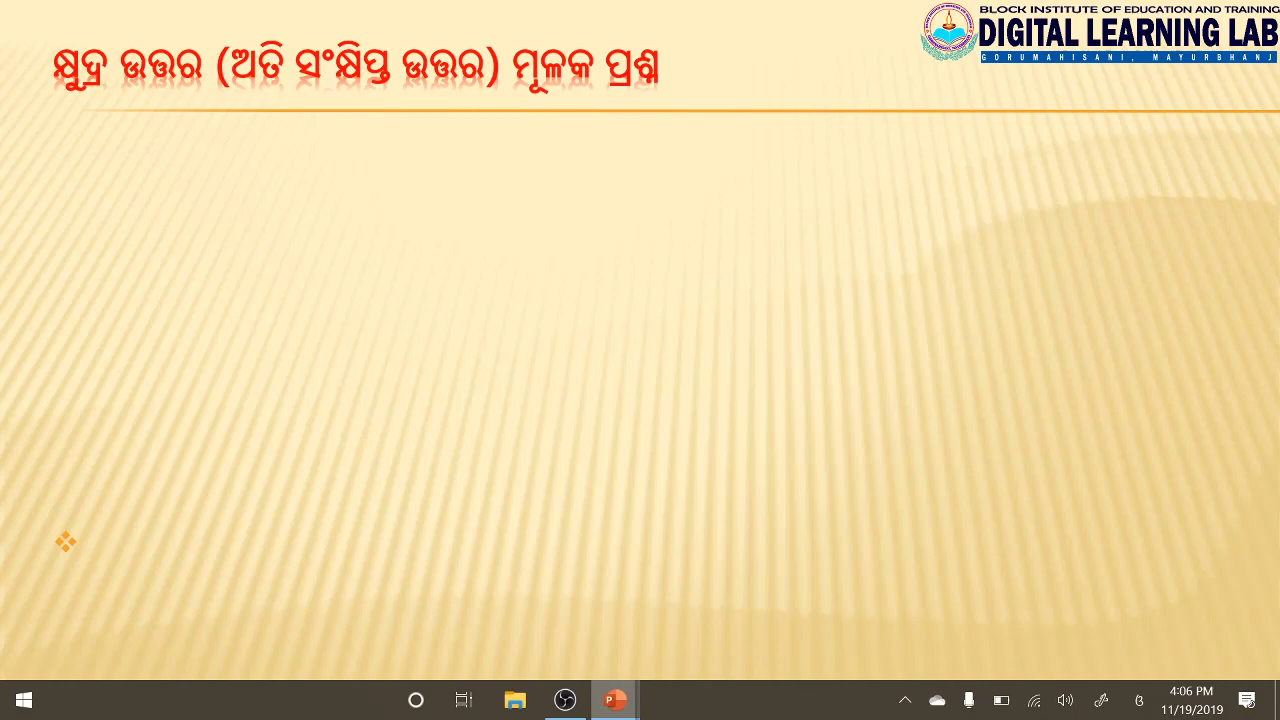 BLOCK INSTITUTE OF EDUCATION AND TRAINING
DIGITAL LEARNING LAB
GORUMAHISANI, MAYURBHANJ
କ୍ଷୁଦ୍ର ଉତ୍ତର (ଅତି ସଂକ୍ଷିପ୍ତ ଉତ୍ତର) ମୂଳକ ପ୍ରଶ୍ନ
4:06 PM
11/19/2019